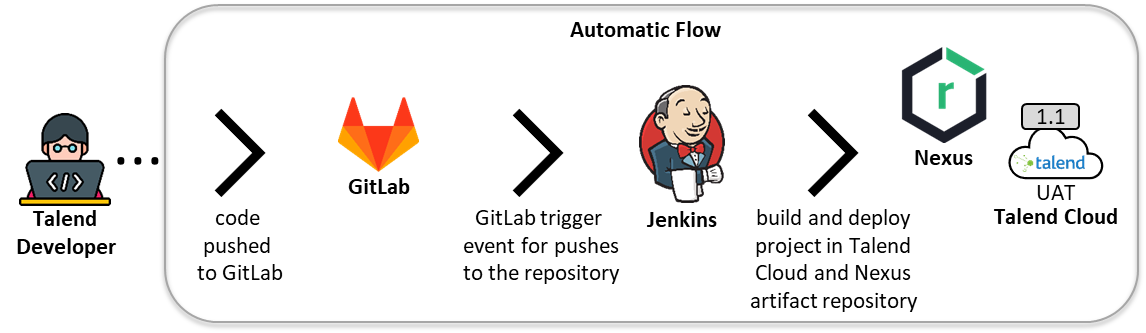 Automatic Flow
</>
Talend
Developer
code
pushed
to GitLab
GitLab
GitLab trigger
event for pushes
to the repository
Jenkins
build and deploy
project in Talend
Cloud and Nexus
artifact repository
r
Nexus
1.1
talend
UAT
Talend Cloud